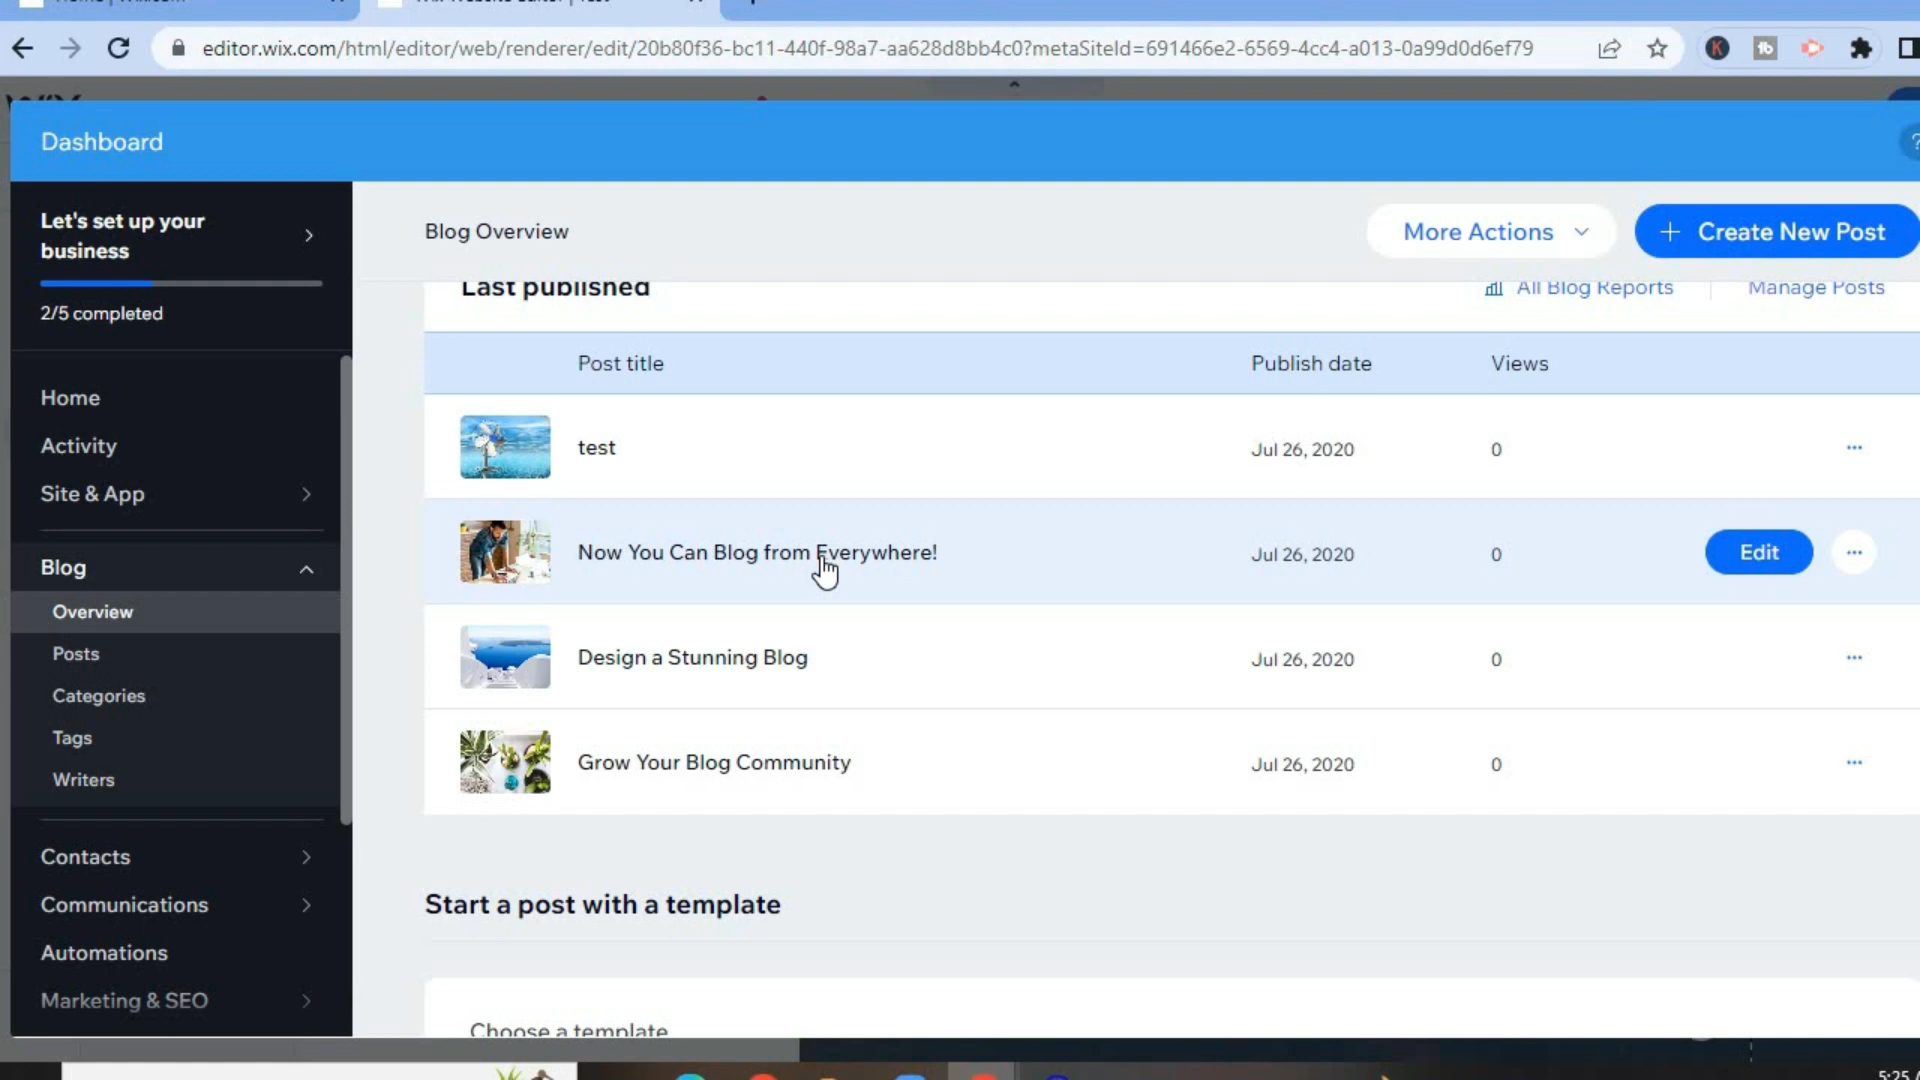 editor.wix.com/html/editor/web/renderer/edit/20b80f36-bc11-440f-98a7-aa628d8bb4c0?metaSiteId=691466e2-6569-4cc4-a013-0a99d0d6ef79
Dashboard
?
Let's set up your
business
2/5 completed
Home
Activity
Site & App
Blog
Overview
Posts
Categories
Tags
Writers
Contacts
Communications
Automations
Marketing & SEO
Blog Overview
More Actions
+ Create New Post
Last published
All Blog Reports
Manage Posts
Post title Publish date Views
test Jul 26, 2020 0
Now You Can Blog from Everywhere! Jul 26, 2020 0 Edit
Design a Stunning Blog Jul 26, 2020 0
Grow Your Blog Community Jul 26, 2020 0
Start a post with a template
Choose a template
5:25